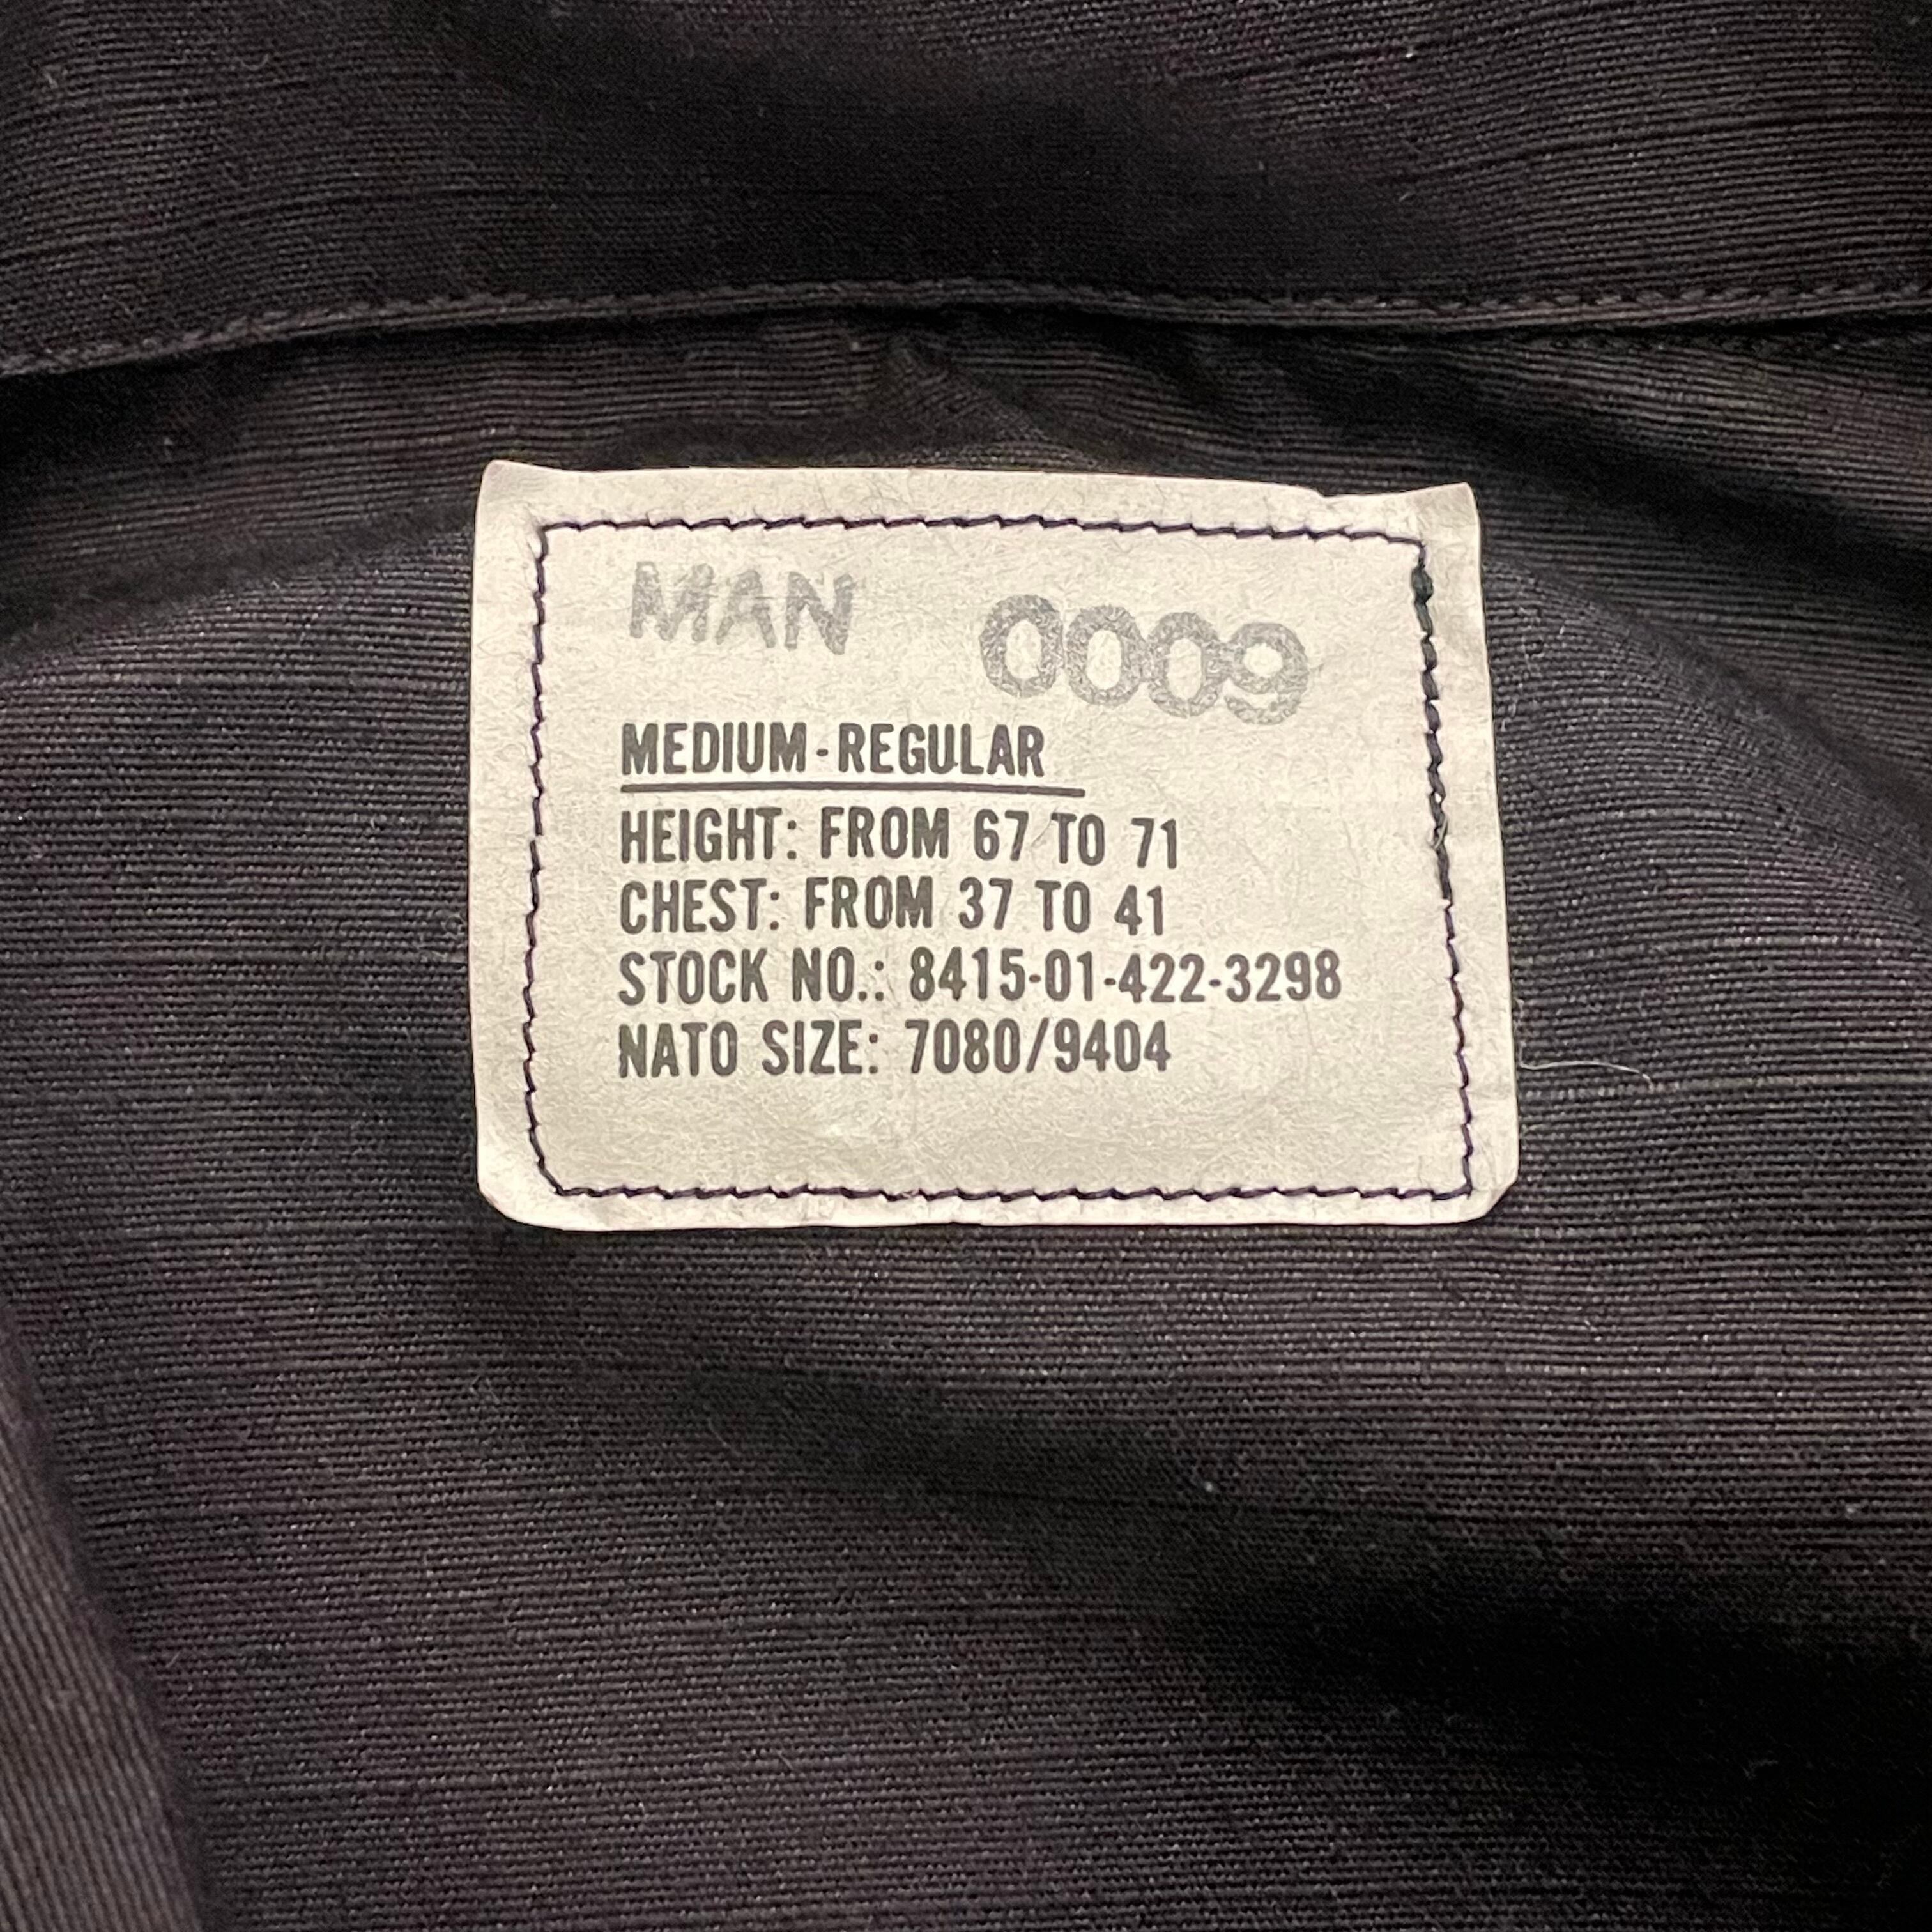 MAN 0009
MEDIUM-REGULAR
HEIGHT: FROM 67 TO 71
CHEST: FROM 37 TO 41
STOCK NO.: 8415-01-422-3298
NATO SIZE: 7080/9404